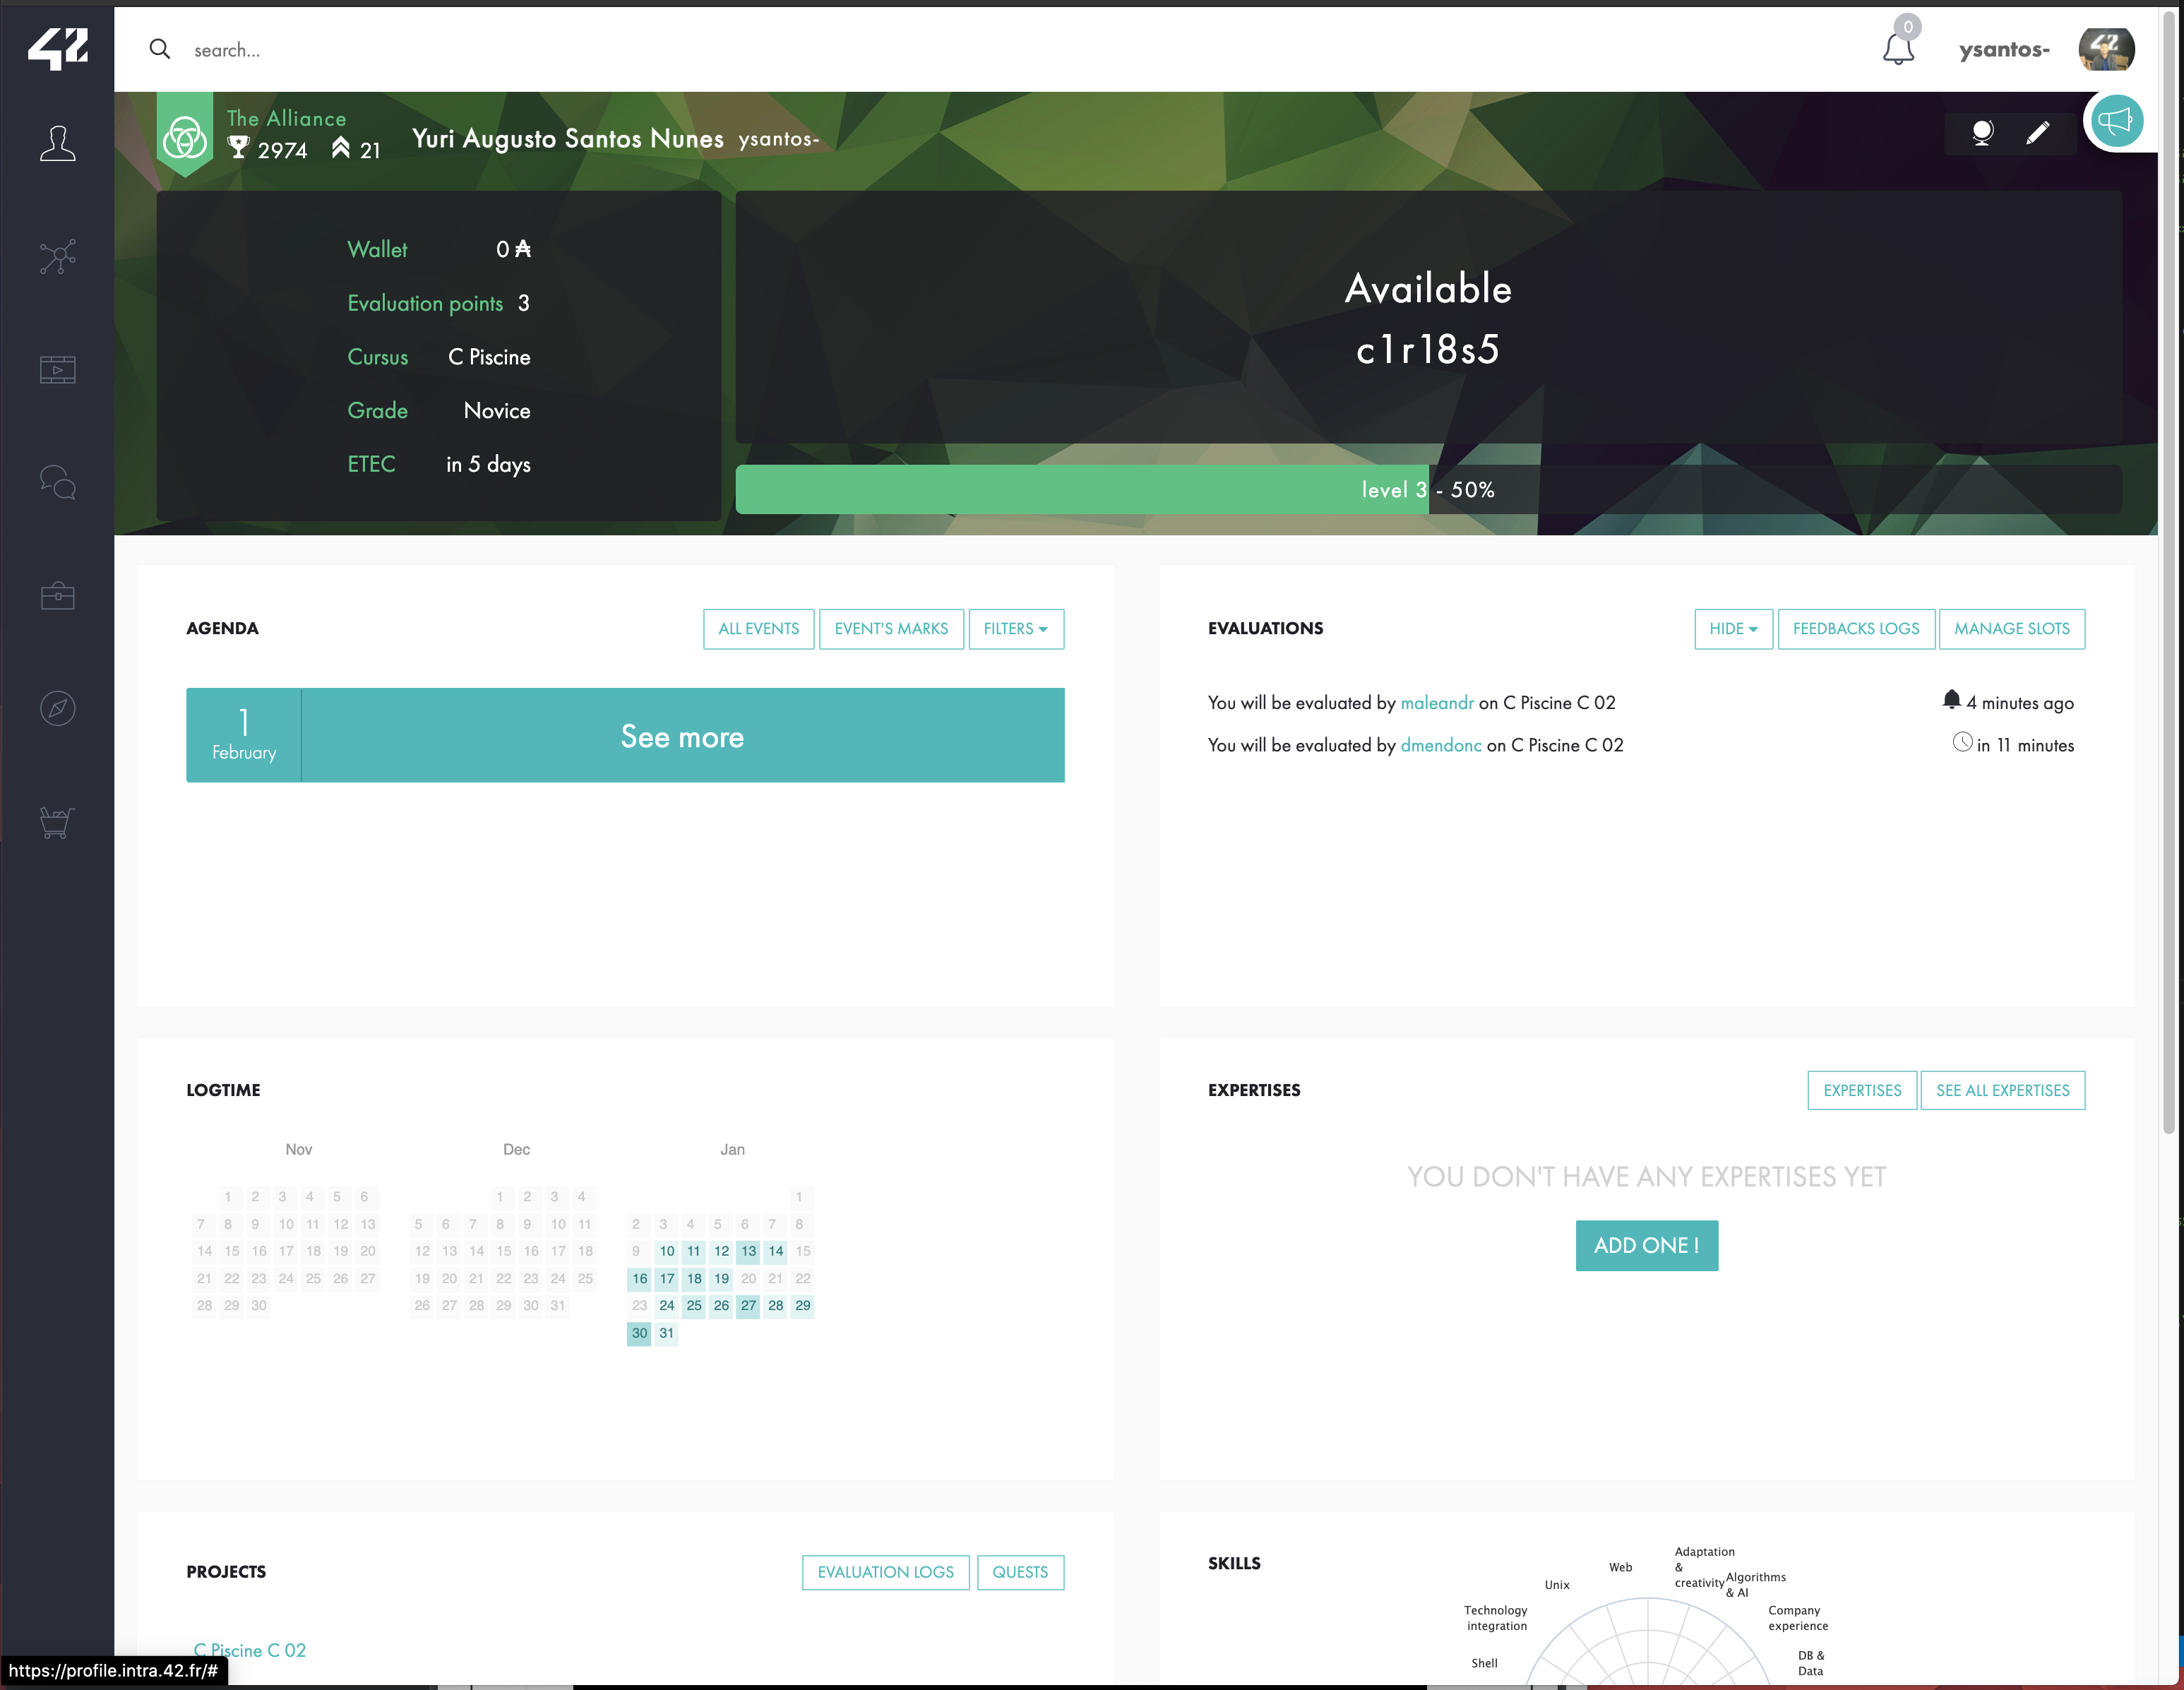 42
search...
0
ysantos-
The Alliance
2974 21
Yuri Augusto Santos Nunes ysantos-
Wallet 0 ₳
Evaluation points 3
Cursus C Piscine
Grade Novice
ETEC in 5 days
Available
c1r18s5
level 3 - 50%
AGENDA
ALL EVENTS EVENT'S MARKS FILTERS
1
February
See more
EVALUATIONS
HIDE FEEDBACKS LOGS MANAGE SLOTS
You will be evaluated by maleandr on C Piscine C 02 4 minutes ago
You will be evaluated by dmendonc on C Piscine C 02 in 11 minutes
LOGTIME
Nov
1 2 3 4 5 6
7 8 9 10 11 12 13
14 15 16 17 18 19 20
21 22 23 24 25 26 27
28 29 30
Dec
1 2 3 4
5 6 7 8 9 10 11
12 13 14 15 16 17 18
19 20 21 22 23 24 25
26 27 28 29 30 31
Jan
1
2 3 4 5 6 7 8
9 10 11 12 13 14 15
16 17 18 19 20 21 22
23 24 25 26 27 28 29
30 31
EXPERTISES
EXPERTISES SEE ALL EXPERTISES
YOU DON'T HAVE ANY EXPERTISES YET
ADD ONE !
PROJECTS
EVALUATION LOGS QUESTS
C Piscine C 02
SKILLS
Adaptation
&
creativity
Algorithms
& AI
Company
experience
DB &
Data
Web
Unix
Technology
integration
Shell
https://profile.intra.42.fr/#